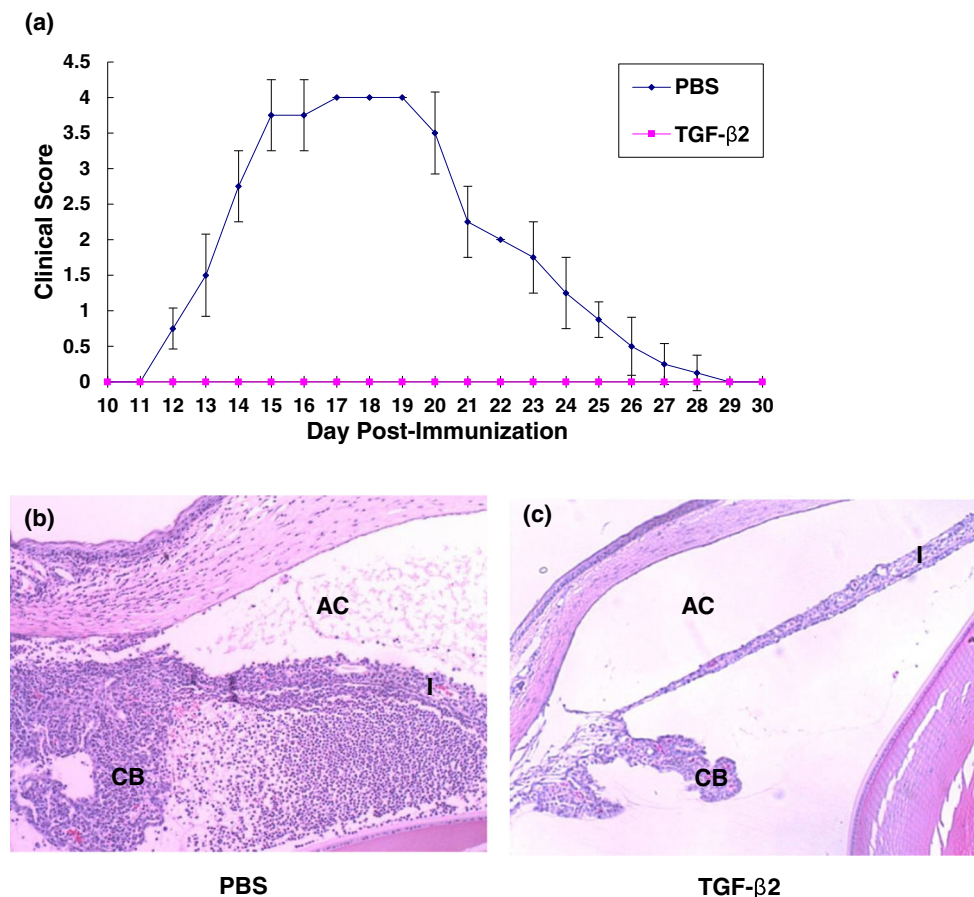 (a)
4.5
4
3.5
3
2.5
2
1.5
1
0.5
0
Clinical Score
10 11 12 13 14 15 16 17 18 19 20 21 22 23 24 25 26 27 28 29 30
Day Post-Immunization
PBS
TGF-β2
(b)
AC
I
CB
PBS
(c)
I
AC
CB
TGF-β2